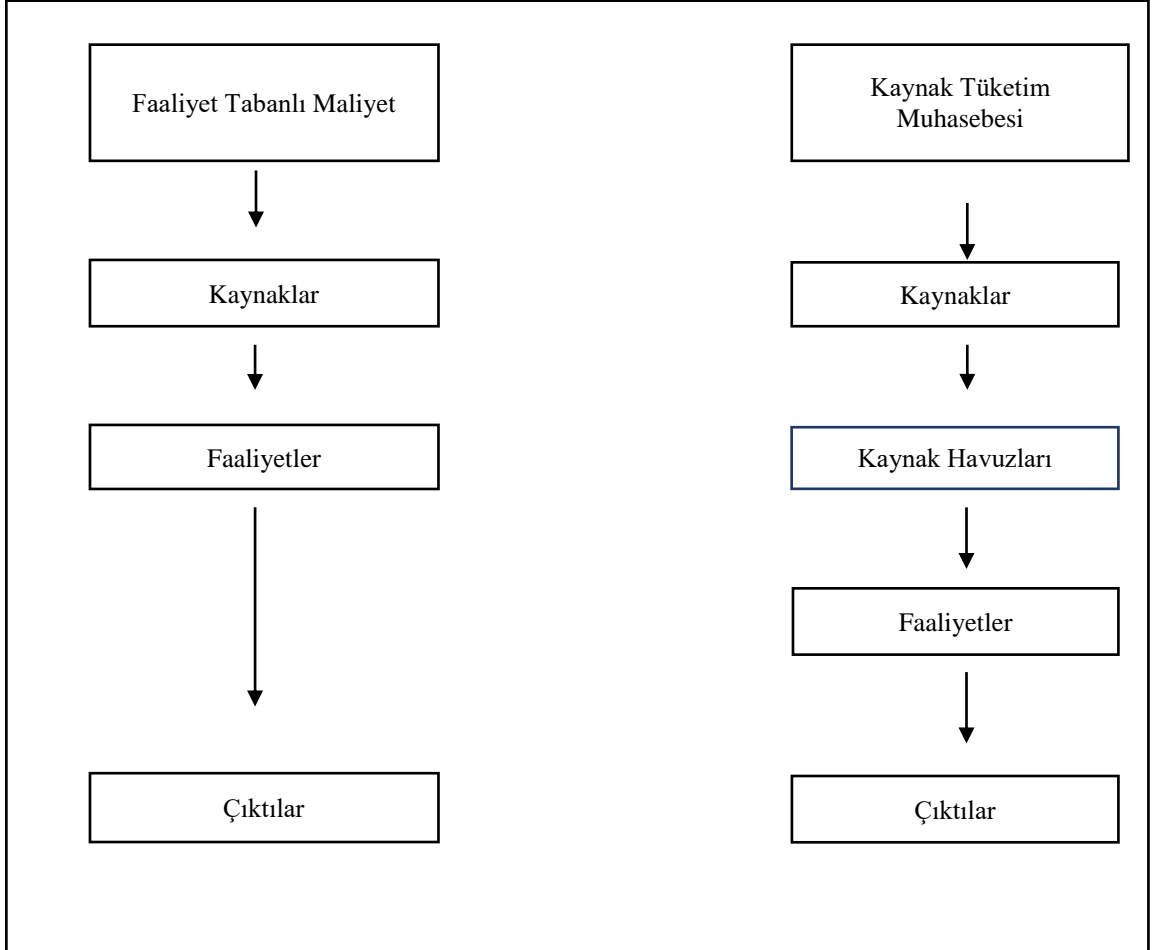 Faaliyet Tabanlı Maliyet
Kaynaklar
Faaliyetler
Çıktılar
Kaynak Tüketim
Muhasebesi
Kaynaklar
Kaynak Havuzları
Faaliyetler
Çıktılar